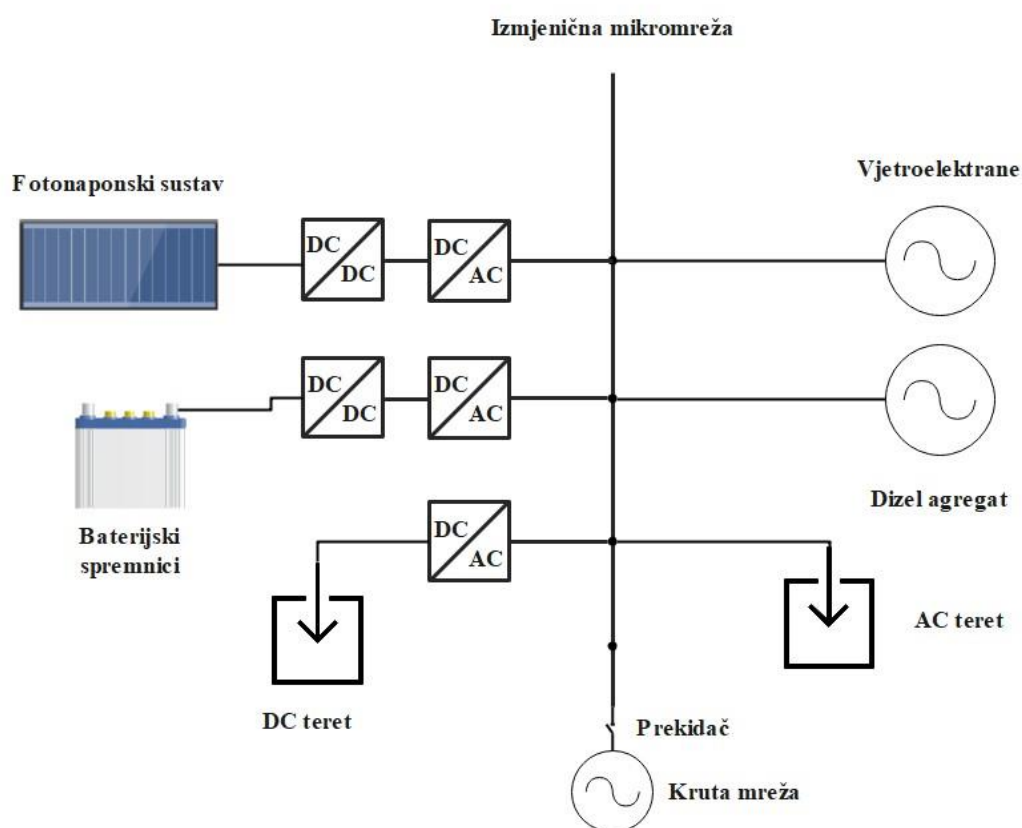 Izmjenična mikromreža
Fotonaponski sustav
Vjetroelektrane
DC
DC
DC
AC
DC
DC
DC
AC
Baterijski
spremnici
Dizel agregat
DC
AC
AC teret
DC teret
Prekidač
Kruta mreža